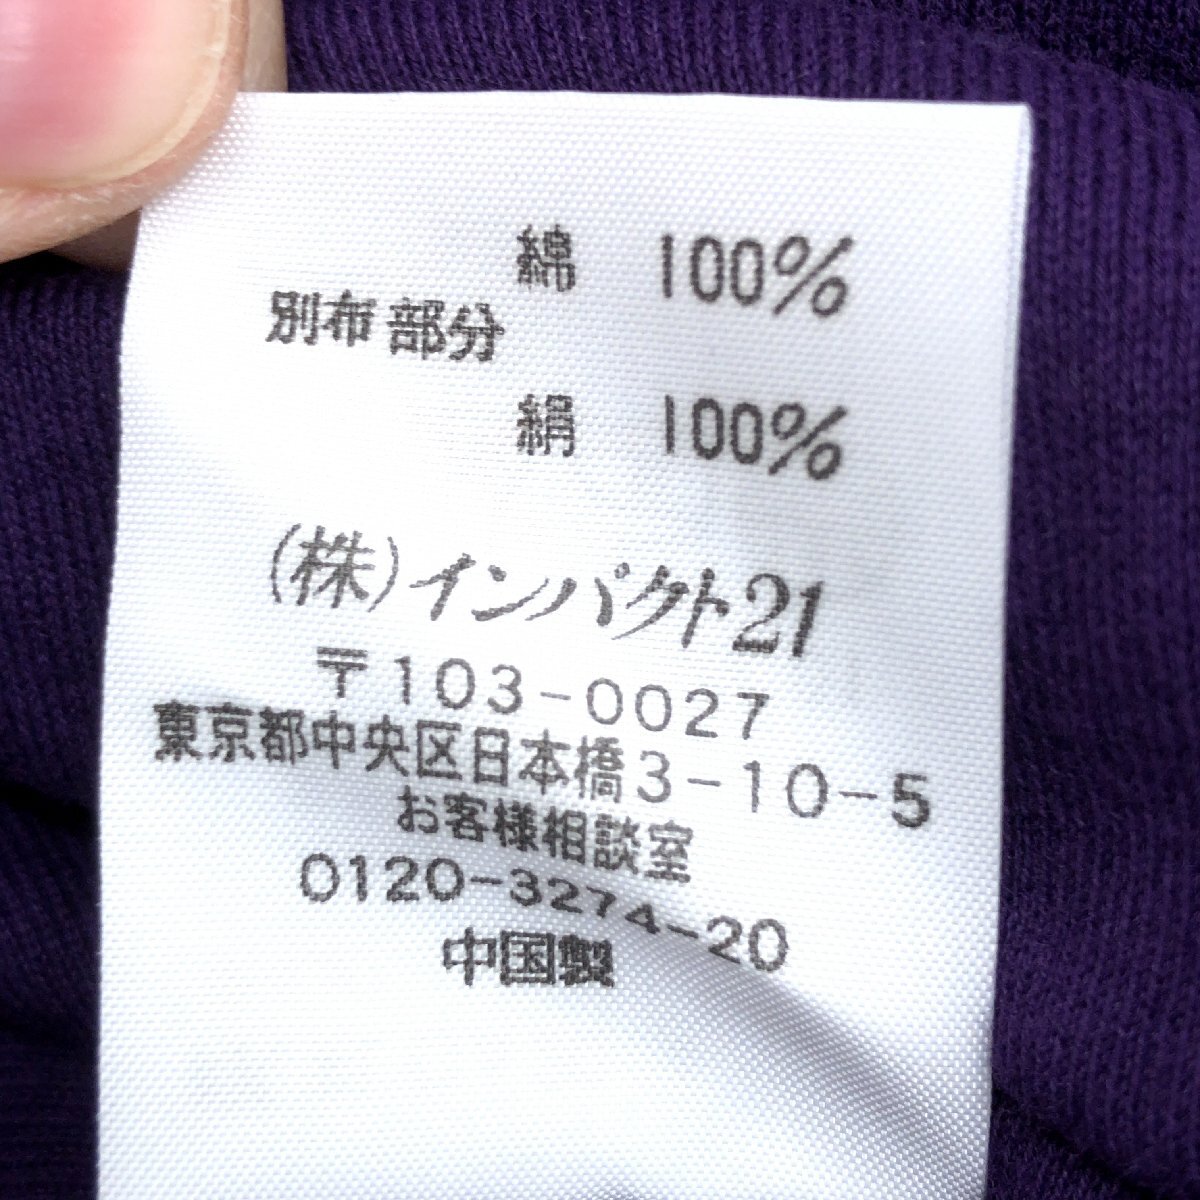 綿 100%
別布部分
絹 100%
(株)インパクト21
〒103-0027
東京都中央区日本橋3-10-5
お客様相談室
0120-3274-20
中国製